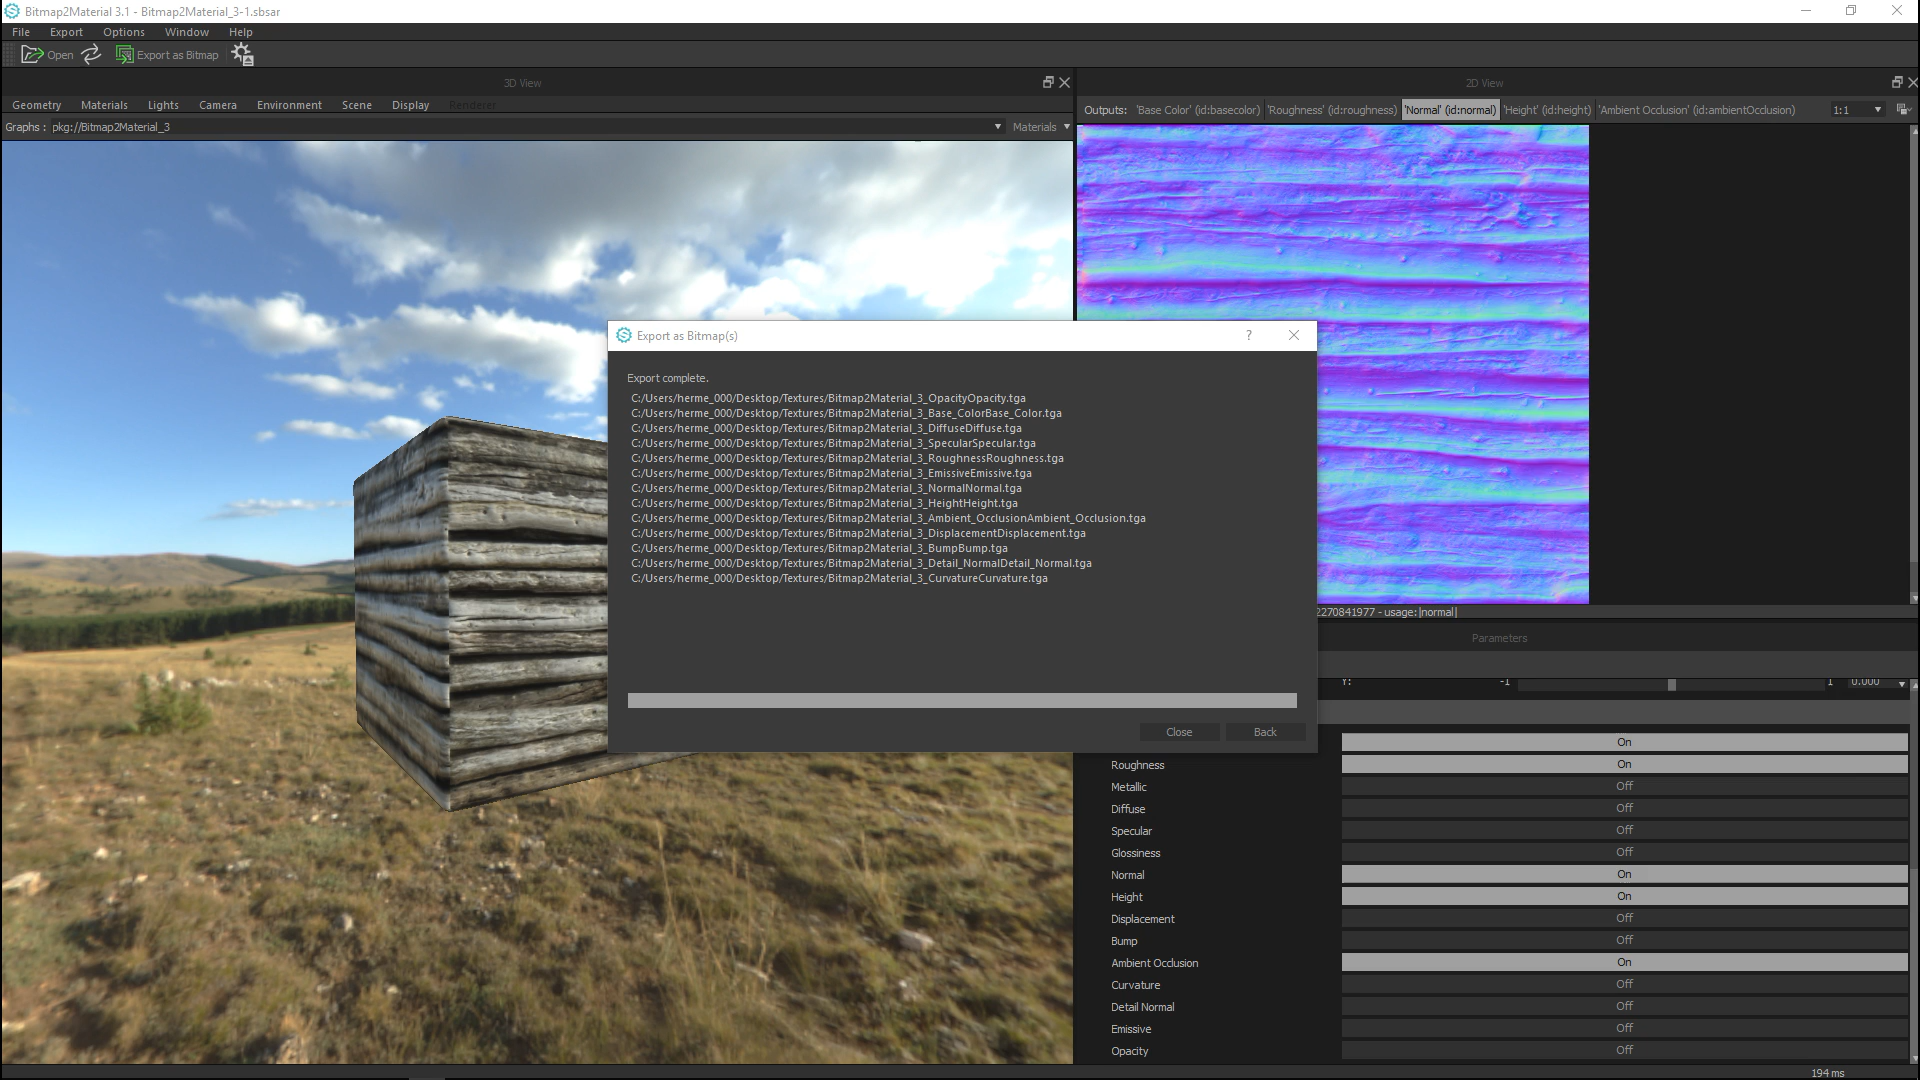 Bitmap2Material 3.1 - Bitmap2Material_3-1.sbsar
File Export Options Window Help
Open Export as Bitmap
3D View
Geometry Materials Lights Camera Environment Scene Display Renderer
Graphs : pkg://Bitmap2Material_3 Materials
2D View
Outputs: 'Base Color' (id:basecolor) 'Roughness' (id:roughness) 'Normal' (id:normal) 'Height' (id:height) 'Ambient Occlusion' (id:ambientOcclusion) 1:1
Export as Bitmap(s) ?
Export complete.
C:/Users/herme_000/Desktop/Textures/Bitmap2Material_3_OpacityOpacity.tga
C:/Users/herme_000/Desktop/Textures/Bitmap2Material_3_Base_ColorBase_Color.tga
C:/Users/herme_000/Desktop/Textures/Bitmap2Material_3_DiffuseDiffuse.tga
C:/Users/herme_000/Desktop/Textures/Bitmap2Material_3_SpecularSpecular.tga
C:/Users/herme_000/Desktop/Textures/Bitmap2Material_3_RoughnessRoughness.tga
C:/Users/herme_000/Desktop/Textures/Bitmap2Material_3_EmissiveEmissive.tga
C:/Users/herme_000/Desktop/Textures/Bitmap2Material_3_NormalNormal.tga
C:/Users/herme_000/Desktop/Textures/Bitmap2Material_3_HeightHeight.tga
C:/Users/herme_000/Desktop/Textures/Bitmap2Material_3_Ambient_OcclusionAmbient_Occlusion.tga
C:/Users/herme_000/Desktop/Textures/Bitmap2Material_3_DisplacementDisplacement.tga
C:/Users/herme_000/Desktop/Textures/Bitmap2Material_3_BumpBump.tga
C:/Users/herme_000/Desktop/Textures/Bitmap2Material_3_Detail_NormalDetail_Normal.tga
C:/Users/herme_000/Desktop/Textures/Bitmap2Material_3_CurvatureCurvature.tga
Close Back
2270841977 - usage:|normal|
Parameters
Y: -1 1 0.000
On
Roughness On
Metallic Off
Diffuse Off
Specular Off
Glossiness Off
Normal On
Height On
Displacement Off
Bump Off
Ambient Occlusion On
Curvature Off
Detail Normal Off
Emissive Off
Opacity Off
194 ms